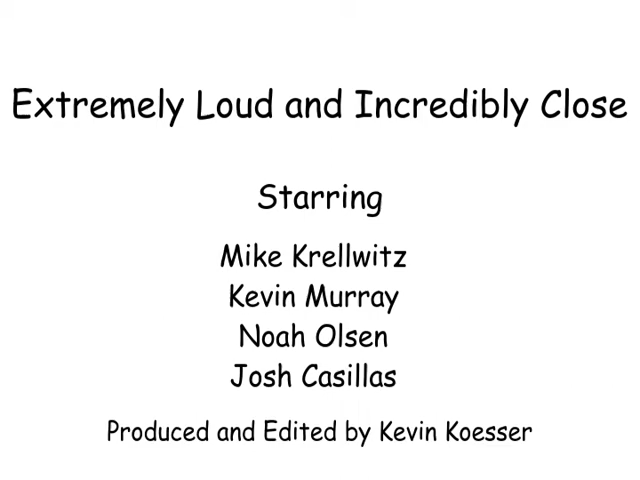 Extremely Loud and Incredibly Close
Starring
Mike Krellwitz
Kevin Murray
Noah Olsen
Josh Casillas
Produced and Edited by Kevin Koesser